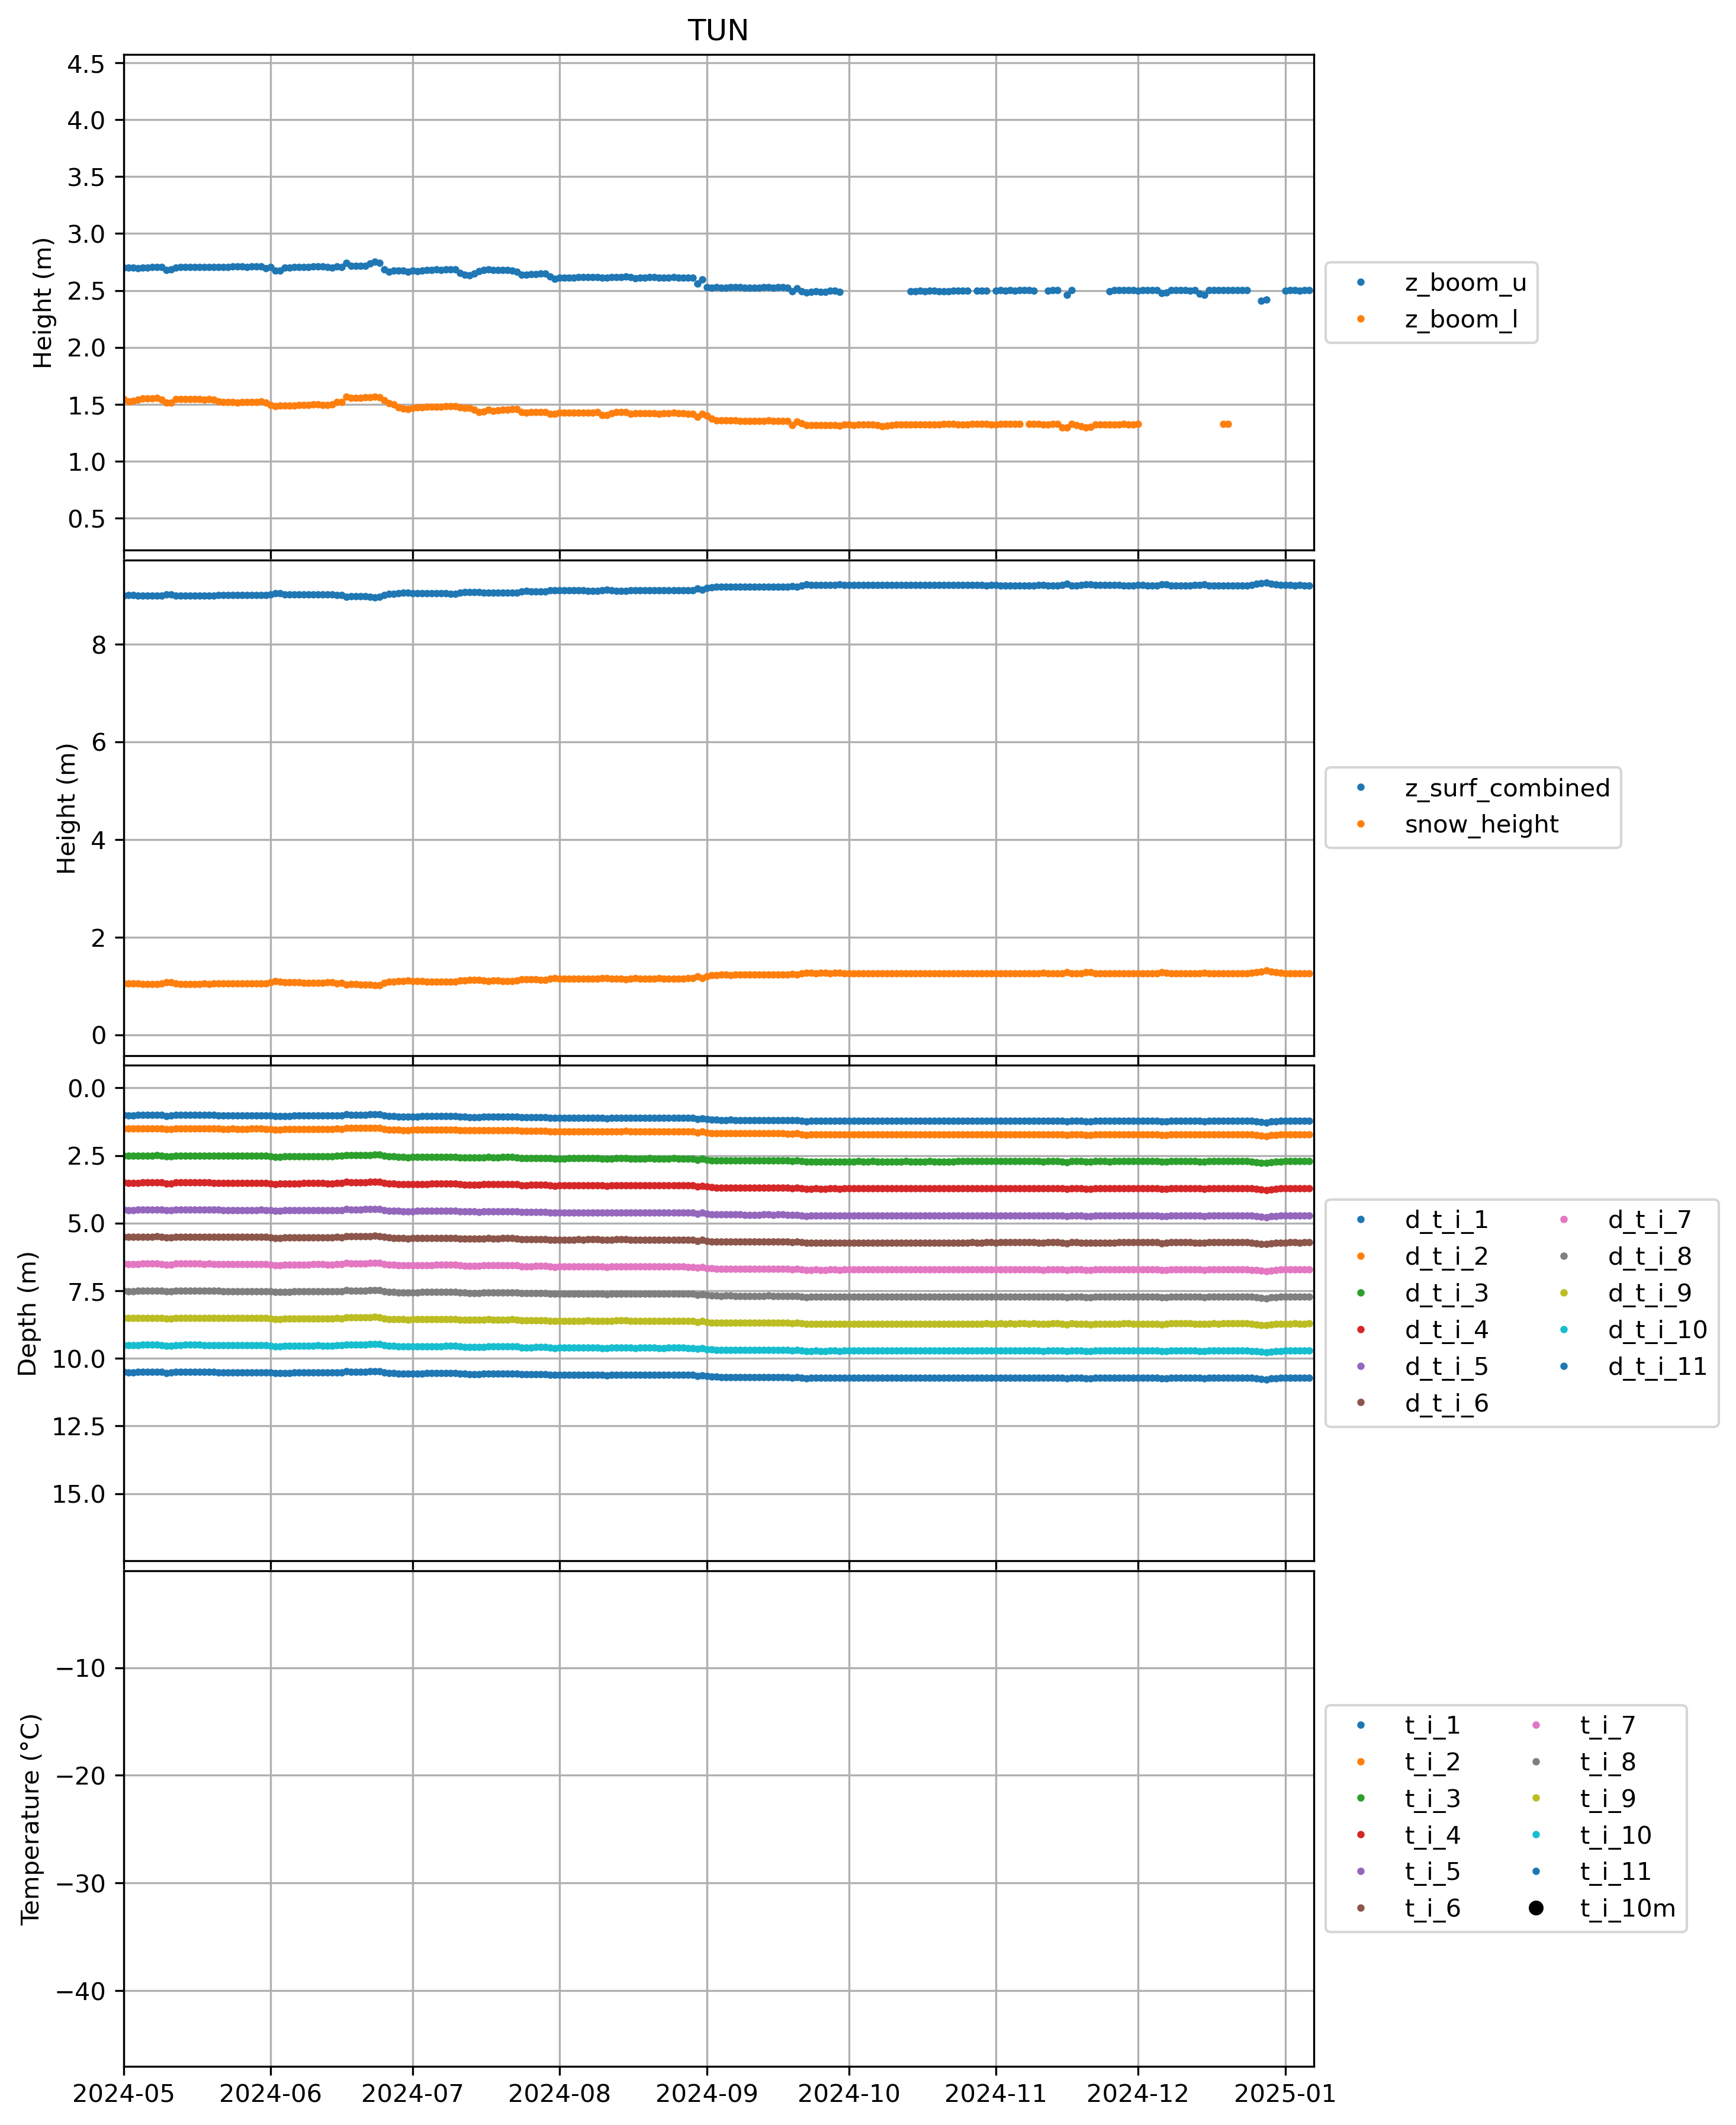 TUN
4.5
4.0
3.5
3.0
2.5
2.0
1.5
1.0
0.5
Height (m)
z_boom_u
z_boom_l
8
6
4
2
0
Height (m)
z_surf_combined
snow_height
0.0
2.5
5.0
7.5
10.0
12.5
15.0
Depth (m)
d_t_i_1
d_t_i_2
d_t_i_3
d_t_i_4
d_t_i_5
d_t_i_6
d_t_i_7
d_t_i_8
d_t_i_9
d_t_i_10
d_t_i_11
−10
−20
−30
−40
Temperature (°C)
t_i_1
t_i_2
t_i_3
t_i_4
t_i_5
t_i_6
t_i_7
t_i_8
t_i_9
t_i_10
t_i_11
t_i_10m
2024-05 2024-06 2024-07 2024-08 2024-09 2024-10 2024-11 2024-12 2025-01